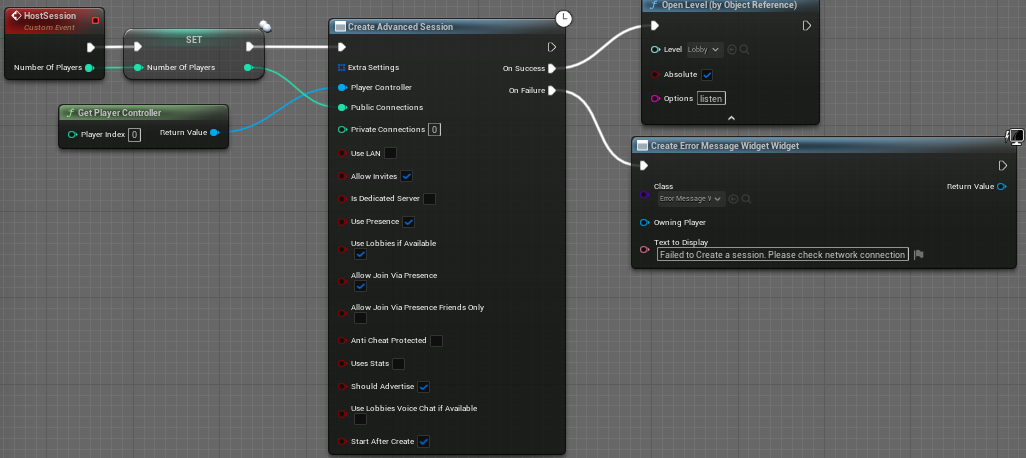 HostSession
Custom Event
Number Of Players
SET
Number Of Players
f Get Player Controller
Player Index 0
Return Value
Create Advanced Session
Extra Settings
On Success
Player Controller
On Failure
Public Connections
Private Connections 0
Use LAN
Allow Invites
Is Dedicated Server
Use Presence
Use Lobbies if Available
Allow Join Via Presence
Allow Join Via Presence Friends Only
Anti Cheat Protected
Uses Stats
Should Advertise
Use Lobbies Voice Chat if Available
Start After Create
f Open Level (by Object Reference)
Level Lobby
Absolute
Options listen
Create Error Message Widget Widget
Class
Return Value
Error Message
Owning Player
Text to Display
Failed to Create a session. Please check network connection